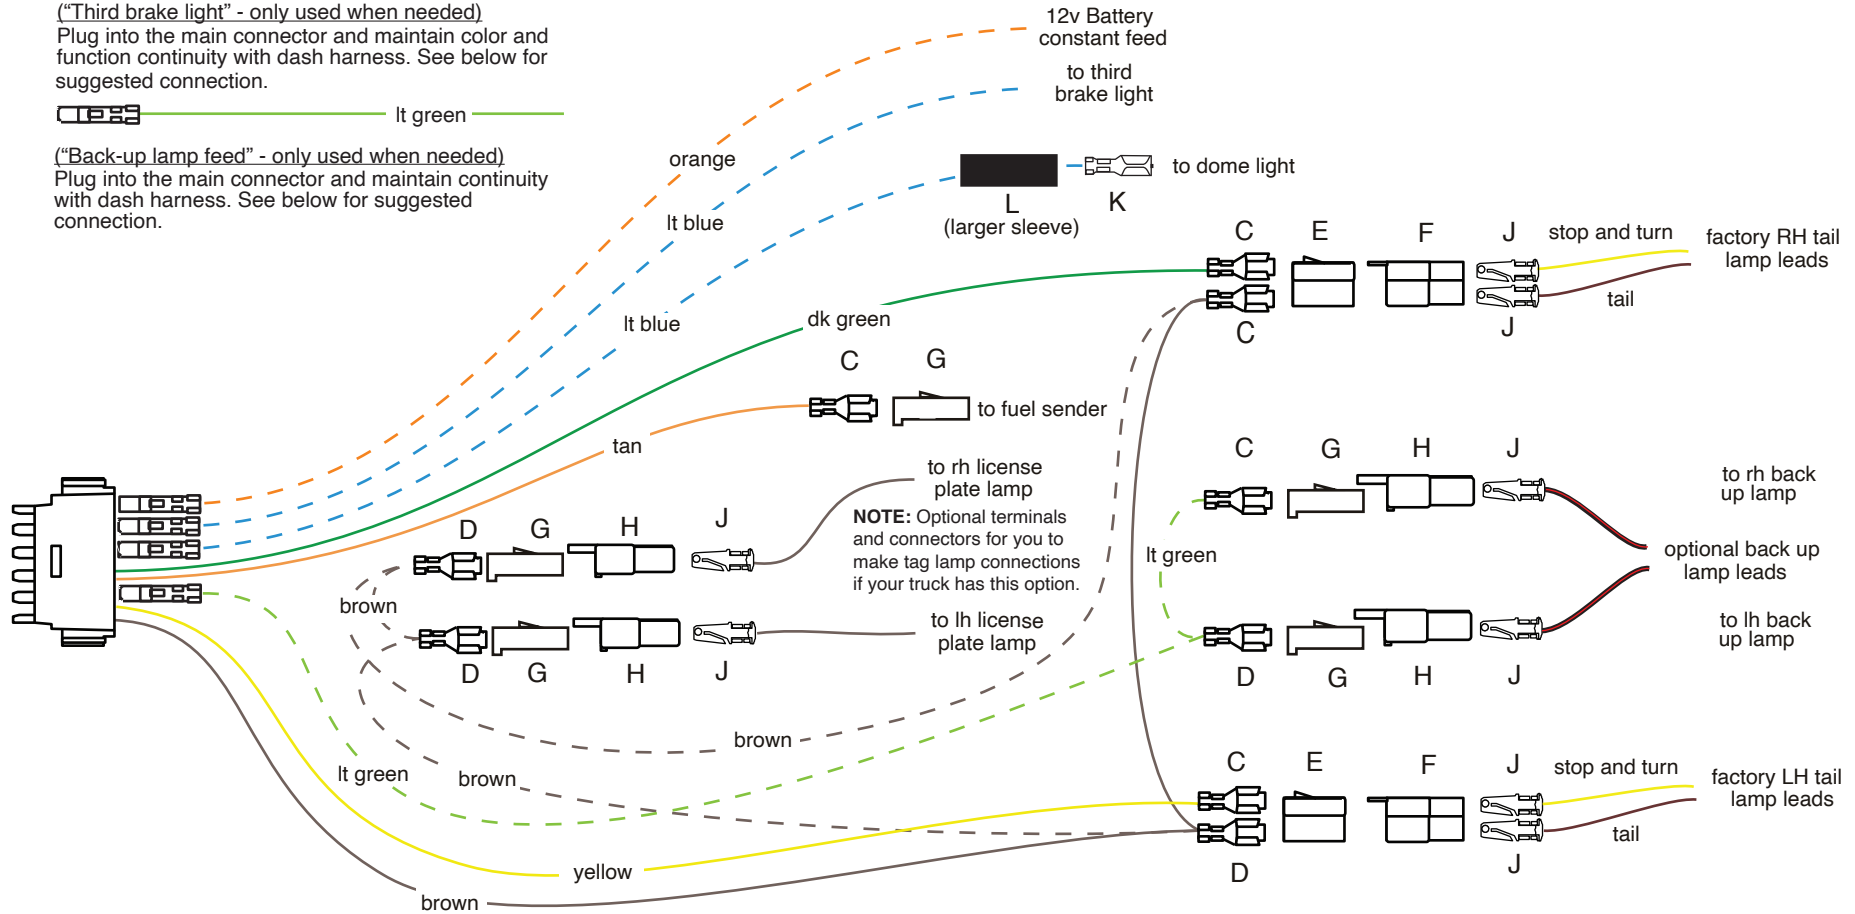 ("Third brake light" - only used when needed)
Plug into the main connector and maintain color and
function continuity with dash harness. See below for
suggested connection.
lt green
("Back-up lamp feed" - only used when needed)
Plug into the main connector and maintain continuity
with dash harness. See below for suggested
connection.
12v Battery
constant feed
to third
brake light
orange
lt blue
L
(larger sleeve)
K
to dome light
lt blue
dk green
C
E
F
J
stop and turn
factory RH tail
lamp leads
tail
C
J
C
G
to fuel sender
tan
to rh license
plate lamp
NOTE: Optional terminals
and connectors for you to
make tag lamp connections
if your truck has this option.
D
G
H
J
brown
to lh license
plate lamp
D
G
H
J
C
G
H
J
to rh back
up lamp
lt green
optional back up
lamp leads
to lh back
up lamp
D
G
H
J
brown
lt green
brown
C
E
F
J
stop and turn
factory LH tail
lamp leads
tail
D
J
yellow
brown